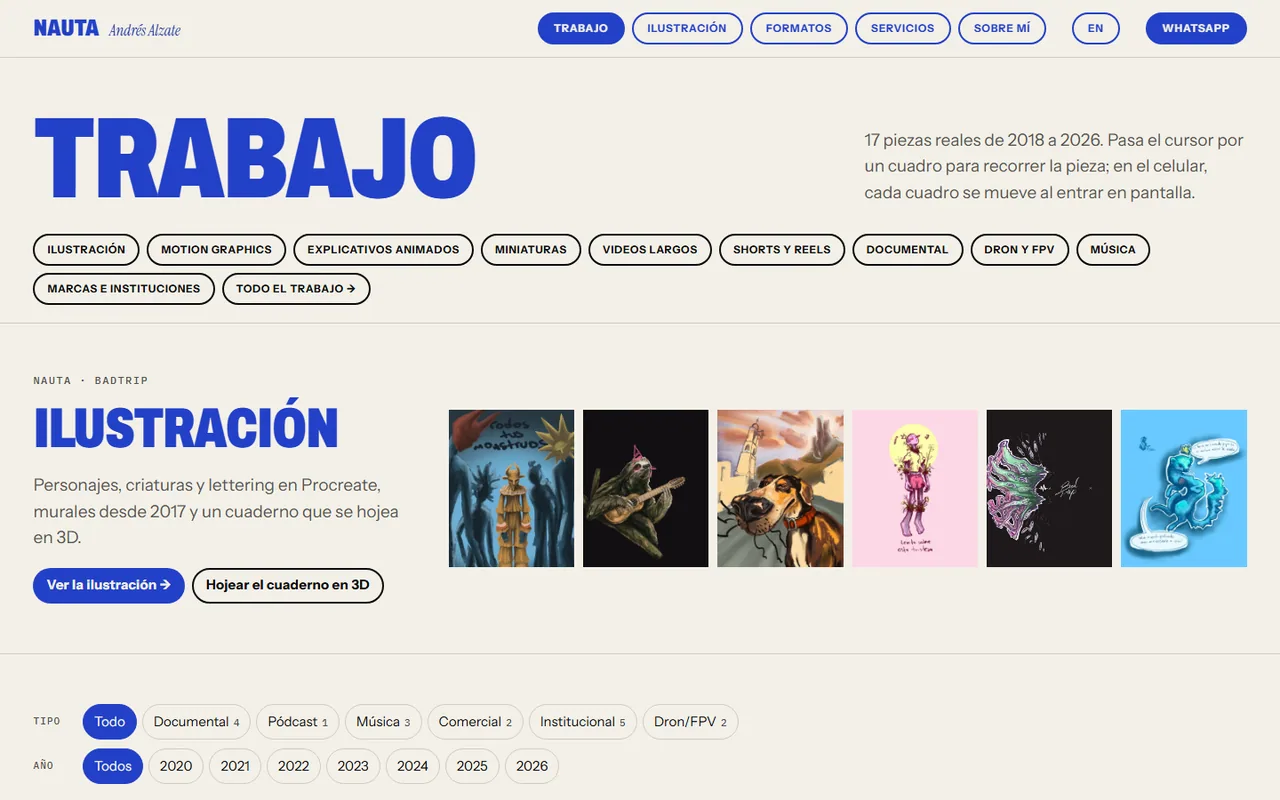 NAUTA Andrés Alzate
TRABAJO
ILUSTRACIÓN
FORMATOS
SERVICIOS
SOBRE MÍ
EN
WHATSAPP
TRABAJO
17 piezas reales de 2018 a 2026. Pasa el cursor por
un cuadro para recorrer la pieza; en el celular,
cada cuadro se mueve al entrar en pantalla.
ILUSTRACIÓN
MOTION GRAPHICS
EXPLICATIVOS ANIMADOS
MINIATURAS
VIDEOS LARGOS
SHORTS Y REELS
DOCUMENTAL
DRON Y FPV
MÚSICA
MARCAS E INSTITUCIONES
TODO EL TRABAJO →
NAUTA · BADTRIP
ILUSTRACIÓN
Personajes, criaturas y lettering en Procreate,
murales desde 2017 y un cuaderno que se hojea
en 3D.
Ver la ilustración →
Hojear el cuaderno en 3D
Todos
tus
monstruos
TIPO
Todo
Documental 4
Pódcast 1
Música 3
Comercial 2
Institucional 5
Dron/FPV 2
AÑO
Todos
2020
2021
2022
2023
2024
2025
2026